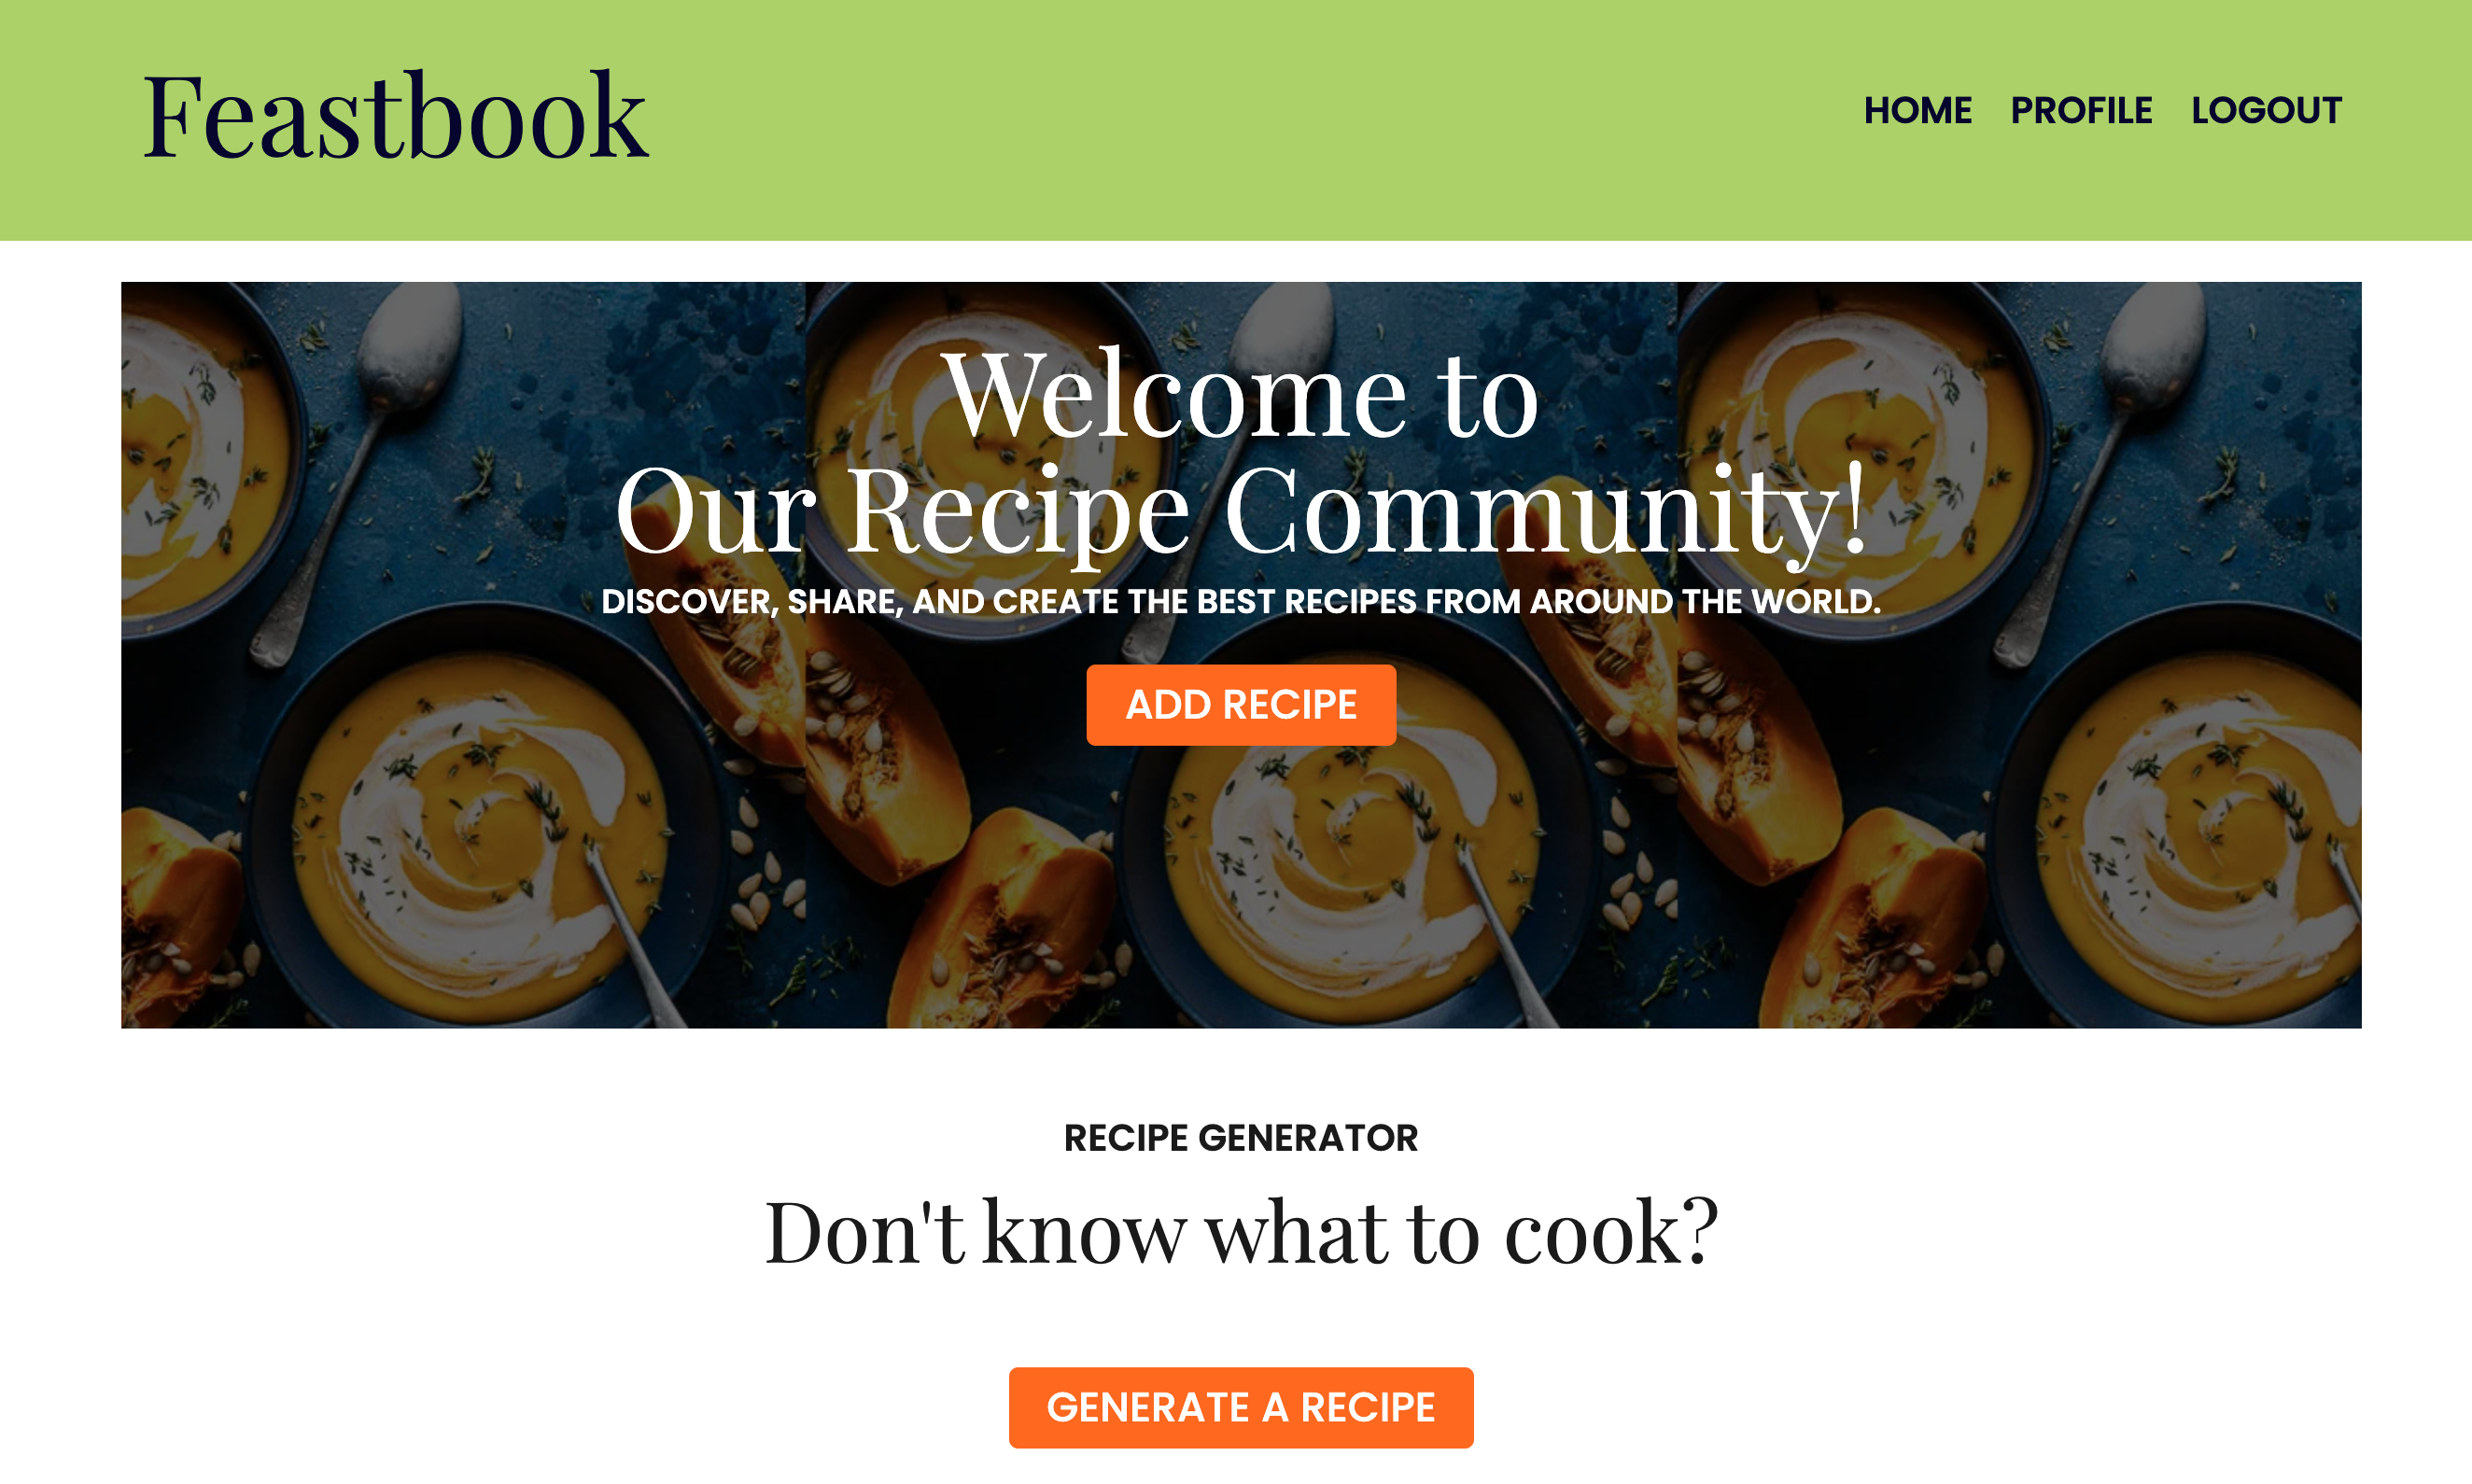 Feastbook
HOME PROFILE LOGOUT
Welcome to
Our Recipe Community!
DISCOVER, SHARE, AND CREATE THE BEST RECIPES FROM AROUND THE WORLD.
ADD RECIPE
RECIPE GENERATOR
Don't know what to cook?
GENERATE A RECIPE